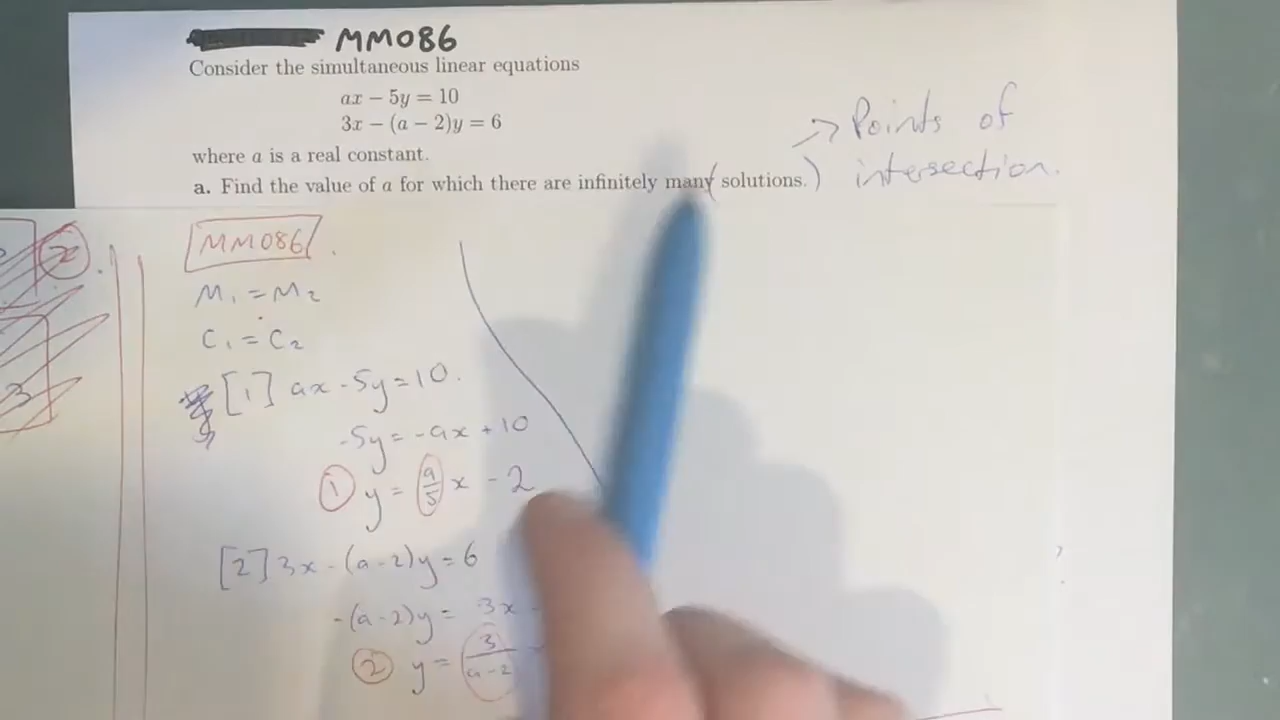 MM086
Consider the simultaneous linear equations
ax − 5y = 10
3x − (a − 2)y = 6
where a is a real constant.
a. Find the value of a for which there are infinitely many (solutions.)
→ Points of
intersection.
MM086
M₁ = M₂
C₁ = C₂
[1] ax - 5y = 10.
-5y = -ax + 10
① y = a/5 x - 2
[2] 3x - (a-2)y = 6
-(a-2)y = 3x
② y = 3/(a-2)
x
3